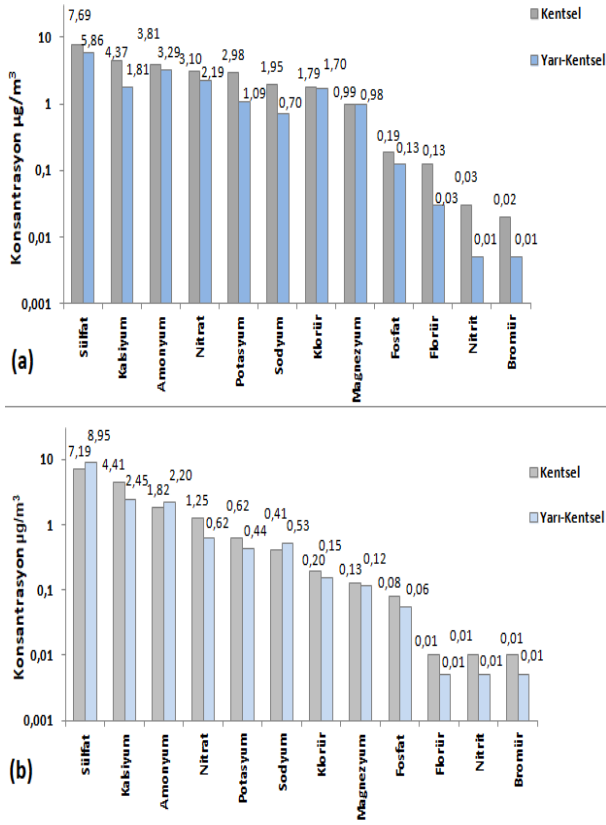 7,69
5,86
4,37
1,81
3,81
3,29
3,10
2,19
2,98
1,09
1,95
0,70
1,79
1,70
0,99
0,98
0,19
0,13
0,13
0,03
0,03
0,01
0,02
0,01
Kentsel
Yarı-Kentsel
Konsantrasyon µg/m³
10
1
0,1
0,01
0,001
Sülfat
Kalsiyum
Amonyum
Nitrat
Potasyum
Sodyum
Klorür
Magnezyum
Fosfat
Florür
Nitrit
Bromür
(a)
7,19
8,95
4,41
2,45
1,82
2,20
1,25
0,62
0,62
0,44
0,41
0,53
0,20
0,15
0,13
0,12
0,08
0,06
0,01
0,01
0,01
0,01
0,01
0,01
Kentsel
Yarı-Kentsel
Konsantrasyon µg/m³
10
1
0,1
0,01
0,001
Sülfat
Kalsiyum
Amonyum
Nitrat
Potasyum
Sodyum
Klorür
Magnezyum
Fosfat
Florür
Nitrit
Bromür
(b)